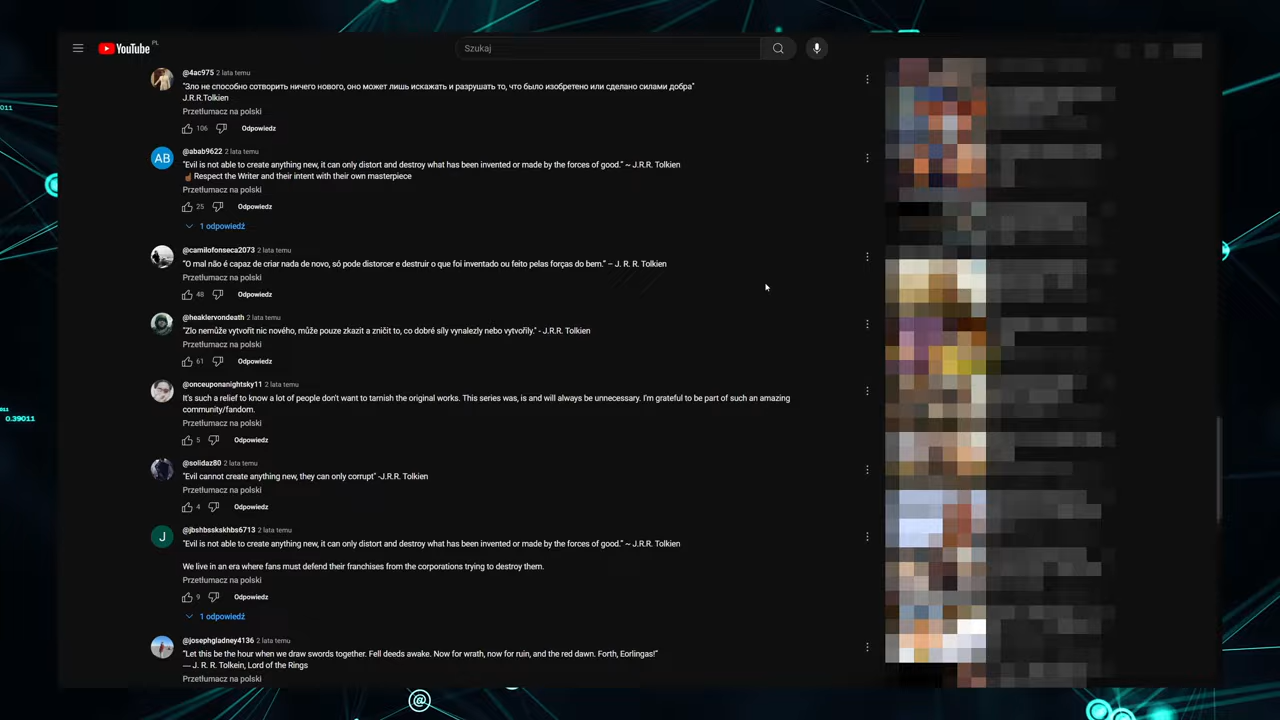 YouTube PL
Szukaj
@4ac975 2 lata temu
"Зло не способно сотворить ничего нового, оно может лишь искажать и разрушать то, что было изобретено или сделано силами добра"
J.R.R.Tolkien
Przetłumacz na polski
106 Odpowiedz
AB
@abab9622 2 lata temu
"Evil is not able to create anything new, it can only distort and destroy what has been invented or made by the forces of good." ~ J.R.R. Tolkien
☝🏾Respect the Writer and their intent with their own masterpiece
Przetłumacz na polski
25 Odpowiedz
1 odpowiedź
@camilofonseca2073 2 lata temu
"O mal não é capaz de criar nada de novo, só pode distorcer e destruir o que foi inventado ou feito pelas forças do bem." – J. R. R. Tolkien
Przetłumacz na polski
48 Odpowiedz
@heaklervondeath 2 lata temu
"Zlo nemůže vytvořit nic nového, může pouze zkazit a zničit to, co dobré síly vynalezly nebo vytvořily." - J.R.R. Tolkien
Przetłumacz na polski
61 Odpowiedz
@onceuponanightsky11 2 lata temu
It's such a relief to know a lot of people don't want to tarnish the original works. This series was, is and will always be unnecessary. I'm grateful to be part of such an amazing
community/fandom.
Przetłumacz na polski
5 Odpowiedz
@solidaz80 2 lata temu
"Evil cannot create anything new, they can only corrupt" -J.R.R. Tolkien
Przetłumacz na polski
4 Odpowiedz
J
@jbshbsskskhbs6713 2 lata temu
"Evil is not able to create anything new, it can only distort and destroy what has been invented or made by the forces of good." ~ J.R.R. Tolkien
We live in an era where fans must defend their franchises from the corporations trying to destroy them.
Przetłumacz na polski
9 Odpowiedz
1 odpowiedź
@josephgladney4136 2 lata temu
"Let this be the hour when we draw swords together. Fell deeds awake. Now for wrath, now for ruin, and the red dawn. Forth, Eorlingas!"
— J. R. R. Tolkein, Lord of the Rings
Przetłumacz na polski
0.39011
@